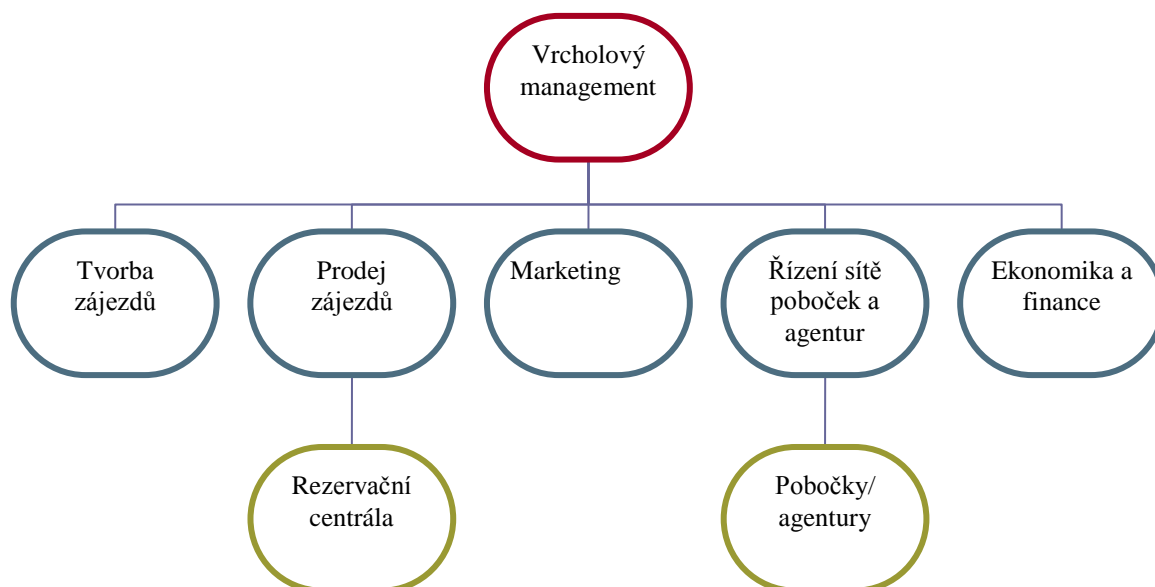 Vrcholový
management
Tvorba
zájezdů
Prodej
zájezdů
Marketing
Řízení sítě
poboček a
agentur
Ekonomika a
finance
Rezervační
centrála
Pobočky/
agentury